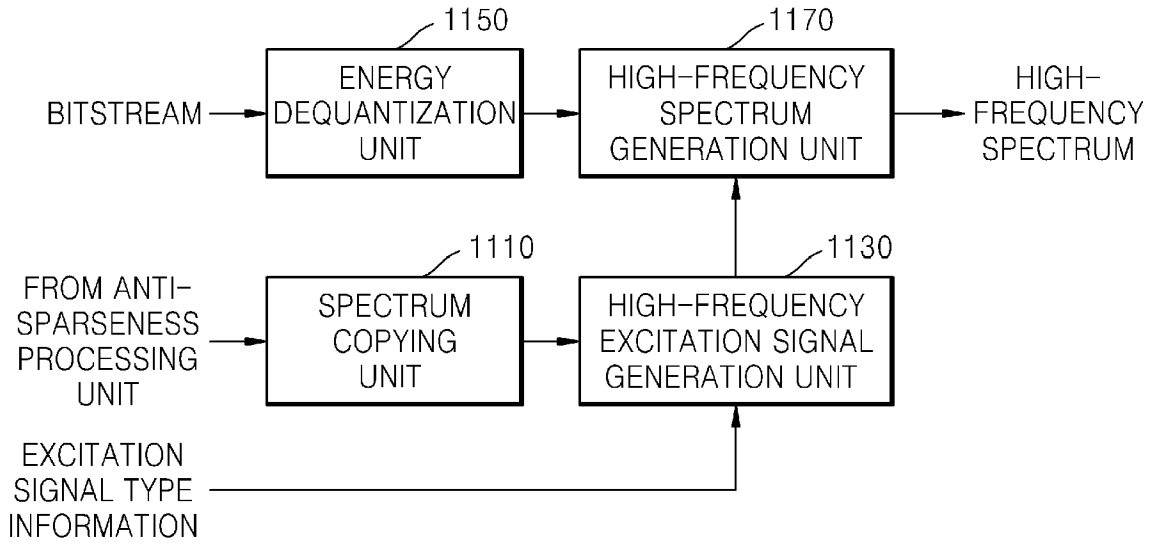 1150
1170
BITSTREAM
ENERGY
DEQUANTIZATION
UNIT
HIGH-FREQUENCY
SPECTRUM
GENERATION UNIT
HIGH-
FREQUENCY
SPECTRUM
1110
1130
FROM ANTI-
SPARSENESS
PROCESSING
UNIT
SPECTRUM
COPYING
UNIT
HIGH-FREQUENCY
EXCITATION SIGNAL
GENERATION UNIT
EXCITATION
SIGNAL TYPE
INFORMATION